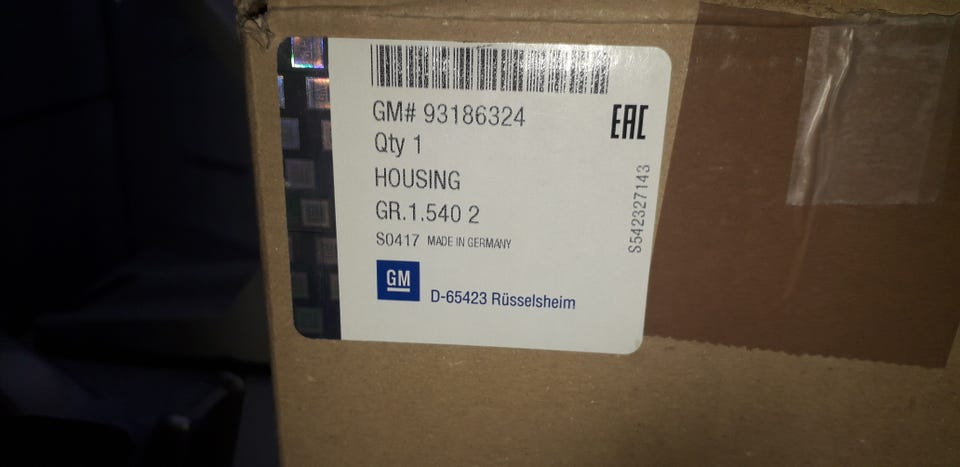 GM# 93186324
EAC
Qty 1
HOUSING
GR.1.540 2
S0417 MADE IN GERMANY
S542327143
GM
D-65423 Rüsselsheim